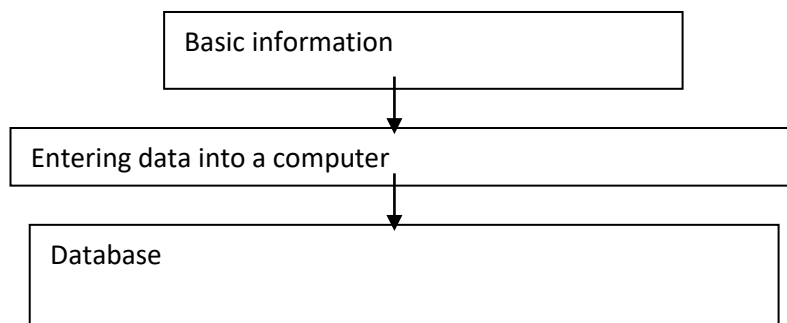 Basic information
Entering data into a computer
Database